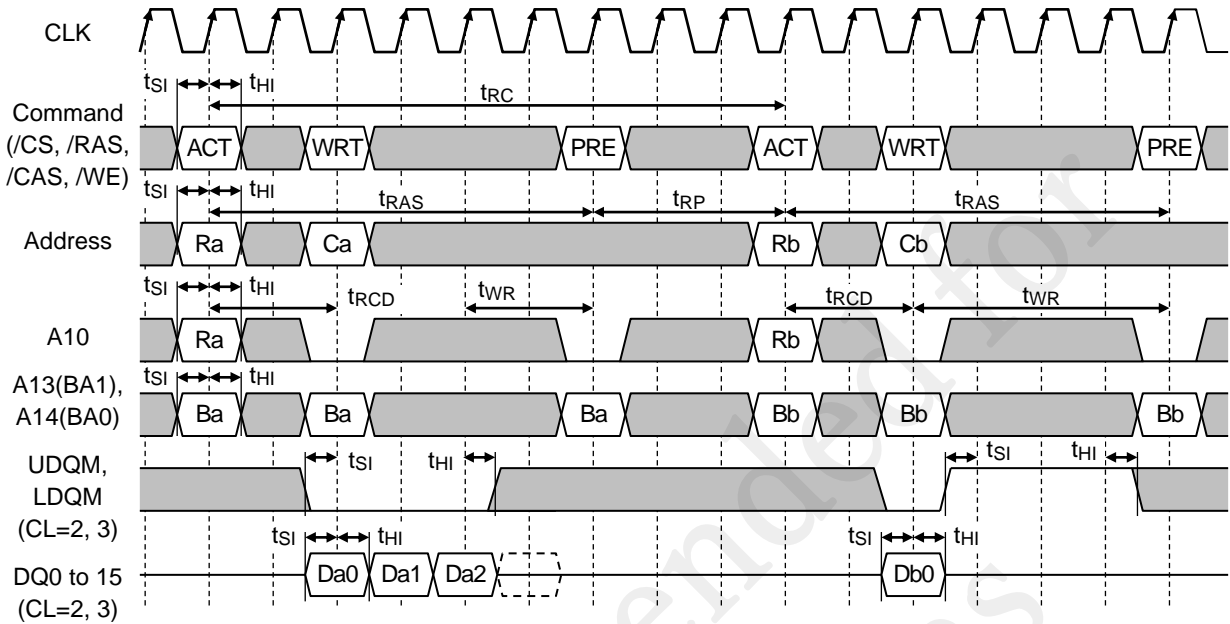 CLK
tSI
tHI
tRC
Command
(/CS, /RAS,
/CAS, /WE)
ACT
WRT
PRE
ACT
WRT
PRE
tSI
tHI
tRAS
tRP
tRAS
Address
Ra
Ca
Rb
Cb
tSI
tHI
tRCD
tWR
tRCD
tWR
A10
Ra
Rb
A13(BA1),
A14(BA0)
tSI
tHI
Ba
Ba
Ba
Bb
Bb
Bb
UDQM,
LDQM
(CL=2, 3)
tSI
tHI
tSI
tHI
tSI
tHI
tSI
tHI
DQ0 to 15
(CL=2, 3)
Da0
Da1
Da2
Db0
ended for